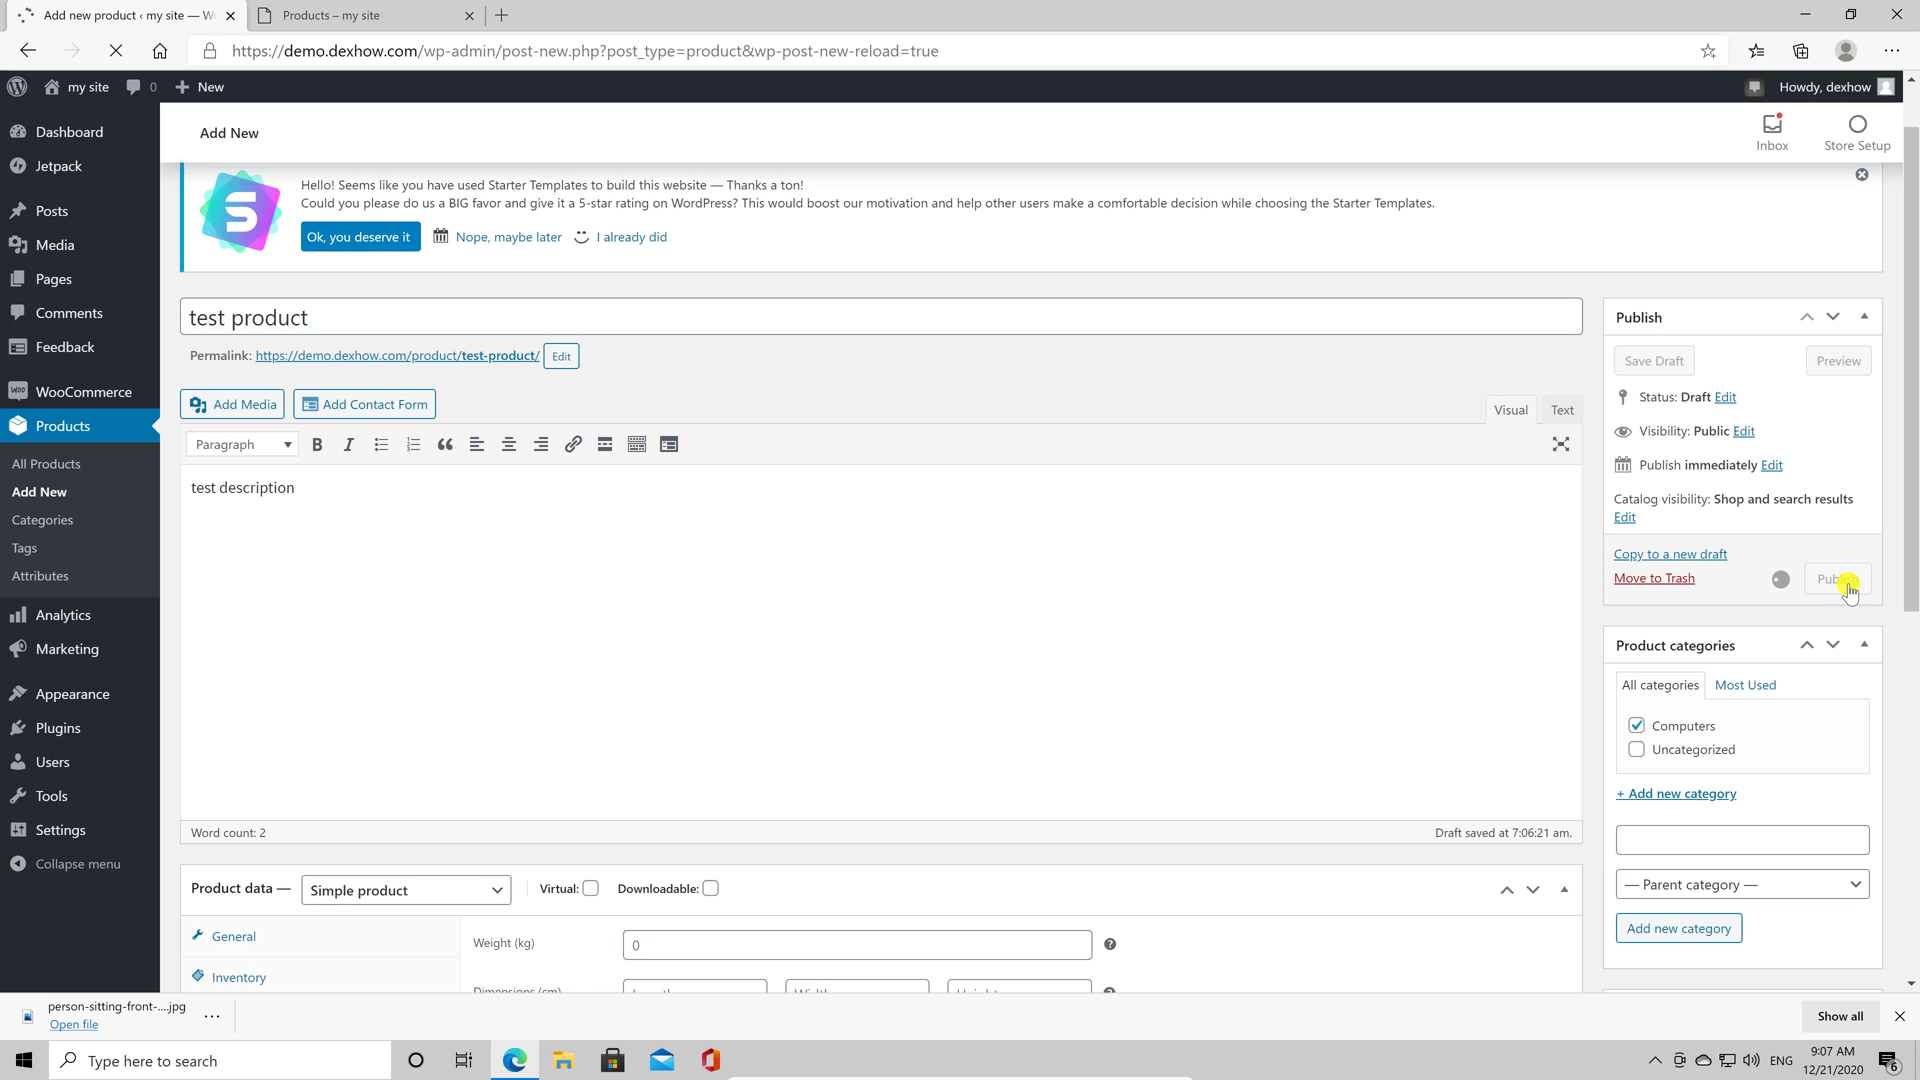 Add new product ‹ my site — W
Products – my site
https://demo.dexhow.com/wp-admin/post-new.php?post_type=product&wp-post-new-reload=true
my site
0
New
Howdy, dexhow
Dashboard
Jetpack
Posts
Media
Pages
Comments
Feedback
WooCommerce
Products
All Products
Add New
Categories
Tags
Attributes
Analytics
Marketing
Appearance
Plugins
Users
Tools
Settings
Collapse menu
Add New
Inbox
Store Setup
Hello! Seems like you have used Starter Templates to build this website — Thanks a ton!
Could you please do us a BIG favor and give it a 5-star rating on WordPress? This would boost our motivation and help other users make a comfortable decision while choosing the Starter Templates.
Ok, you deserve it
Nope, maybe later
I already did
test product
Permalink: https://demo.dexhow.com/product/test-product/ Edit
Add Media
Add Contact Form
Visual
Text
Paragraph
test description
Word count: 2
Draft saved at 7:06:21 am.
Product data —
Simple product
Virtual:
Downloadable:
General
Inventory
Weight (kg)
0
Dimensions (cm)
Length
Width
Height
Publish
Save Draft
Preview
Status: Draft Edit
Visibility: Public Edit
Publish immediately Edit
Catalog visibility: Shop and search results
Edit
Copy to a new draft
Move to Trash
Publish
Product categories
All categories
Most Used
Computers
Uncategorized
+ Add new category
— Parent category —
Add new category
person-sitting-front-....jpg
Open file
Show all
Type here to search
ENG
9:07 AM
12/21/2020
6